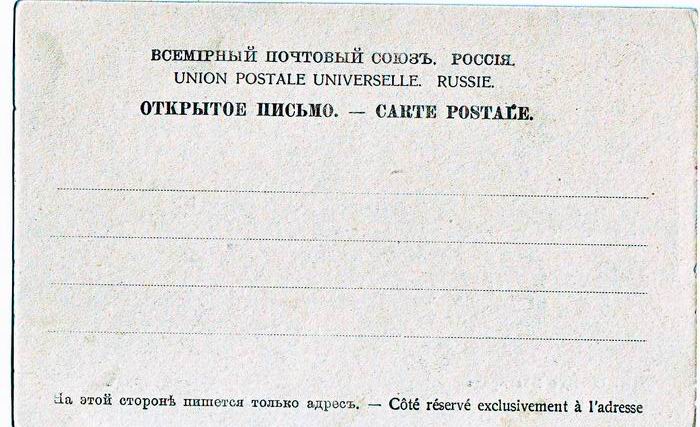 ВСЕМІРНЫЙ ПОЧТОВЫЙ СОЮЗЪ. РОССІЯ.
UNION POSTALE UNIVERSELLE. RUSSIE.
ОТКРЫТОЕ ПИСЬМО. — CARTE POSTALE.
На этой сторонѣ пишется только адресъ. — Côté réservé exclusivement à l'adresse